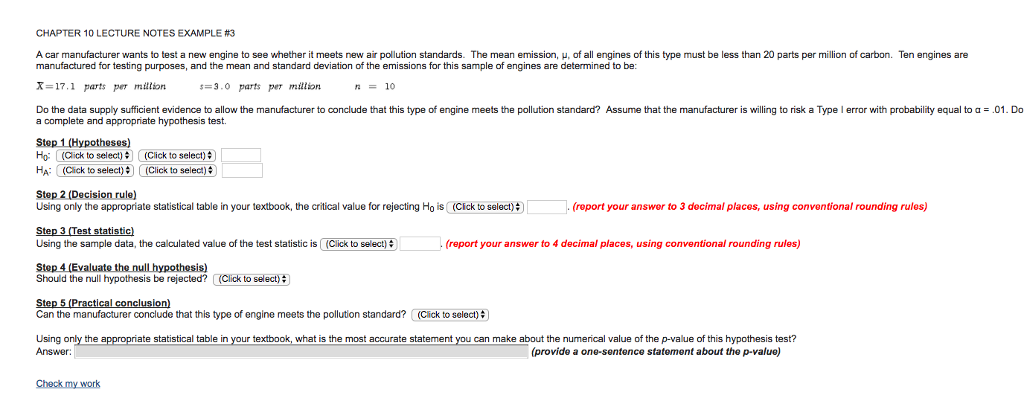 CHAPTER 10 LECTURE NOTES EXAMPLE #3
A car manufacturer wants to test a new engine to see whether it meets new air pollution standards. The mean emission, μ, of all engines of this type must be less than 20 parts per million of carbon. Ten engines are
manufactured for testing purposes, and the mean and standard deviation of the emissions for this sample of engines are determined to be:
X̄=17.1 parts per million s=3.0 parts per million n = 10
Do the data supply sufficient evidence to allow the manufacturer to conclude that this type of engine meets the pollution standard? Assume that the manufacturer is willing to risk a Type I error with probability equal to α = .01. Do
a complete and appropriate hypothesis test.
Step 1 (Hypotheses)
H0: (Click to select) (Click to select)
HA: (Click to select) (Click to select)
Step 2 (Decision rule)
Using only the appropriate statistical table in your textbook, the critical value for rejecting H0 is (Click to select) . (report your answer to 3 decimal places, using conventional rounding rules)
Step 3 (Test statistic)
Using the sample data, the calculated value of the test statistic is (Click to select) . (report your answer to 4 decimal places, using conventional rounding rules)
Step 4 (Evaluate the null hypothesis)
Should the null hypothesis be rejected? (Click to select)
Step 5 (Practical conclusion)
Can the manufacturer conclude that this type of engine meets the pollution standard? (Click to select)
Using only the appropriate statistical table in your textbook, what is the most accurate statement you can make about the numerical value of the p-value of this hypothesis test?
Answer: (provide a one-sentence statement about the p-value)
Check my work